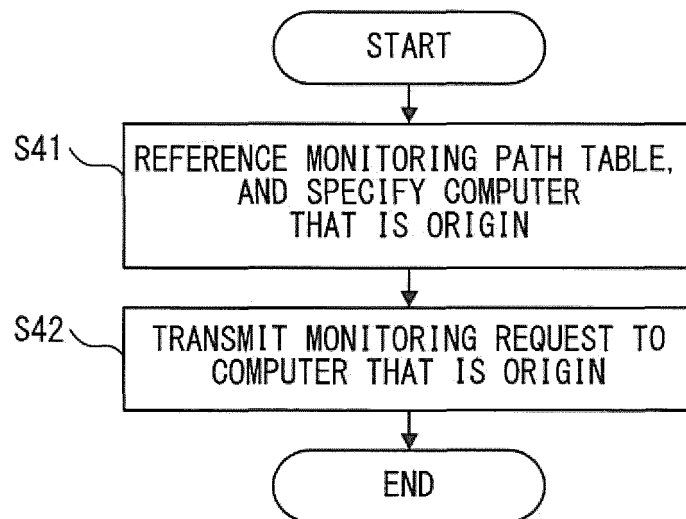 START
S41
REFERENCE MONITORING PATH TABLE,
AND SPECIFY COMPUTER
THAT IS ORIGIN
S42
TRANSMIT MONITORING REQUEST TO
COMPUTER THAT IS ORIGIN
END